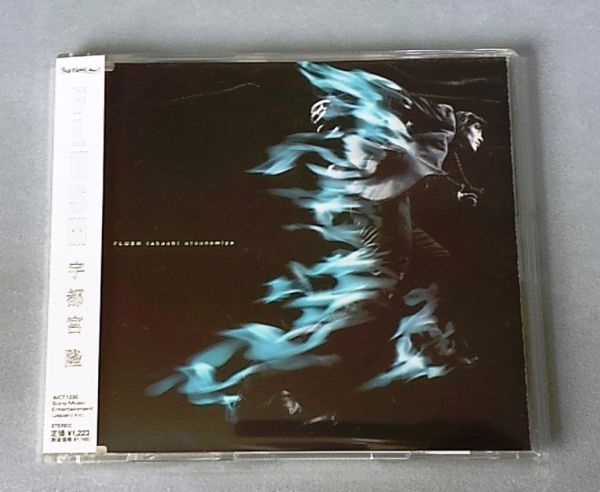 FLUSH
宇都宮隆
FLUSH takashi utsunomiya
AICT 1230
Sony Music
Entertainment
(Japan) Inc.
STEREO
定価 ¥1,223